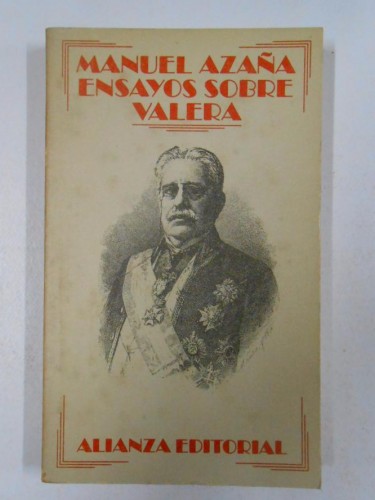 MANUEL AZAÑA
ENSAYOS SOBRE
VALERA
ALIANZA EDITORIAL